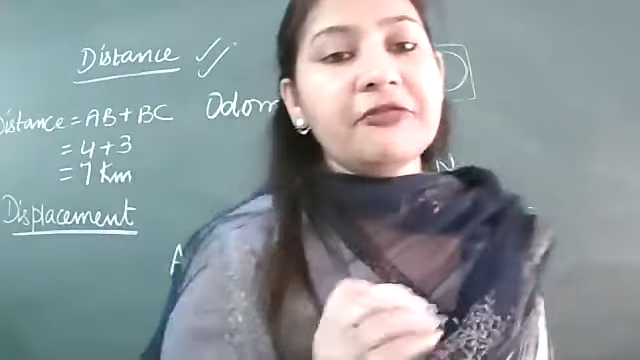 Distance
Distance = AB + BC
Odom
= 4 + 3
= 7 Km
N
Displacement
A